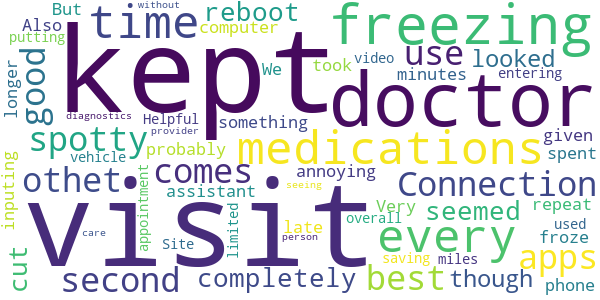 But
without
Also
time
reboot
freezing
putting
computer
kept
We
took
video
use
looked
longer
good
diagnostics
Helpful
something
minutes
entering
doctor
provider
spotty
probably
medications
given
vehicle
comes
annoying
spent
othet
assistant
seeing
Connection
inputing
visit
appointment
limited
Very
seemed
repeat
late
overall
every
used
froze
cut
care
Site
person
saving
miles
apps
second
completely
best
though
phone